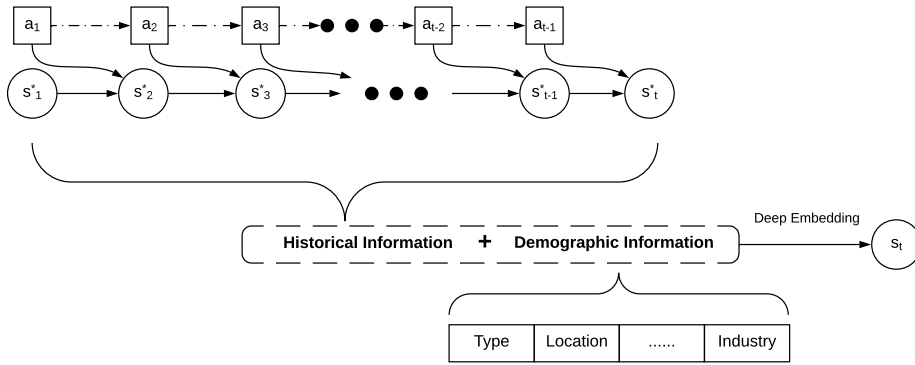 a1 a2 a3 at-2 at-1
s*1 s*2 s*3 s*t-1 s*t
Deep Embedding
Historical Information + Demographic Information
st
Type Location ...... Industry